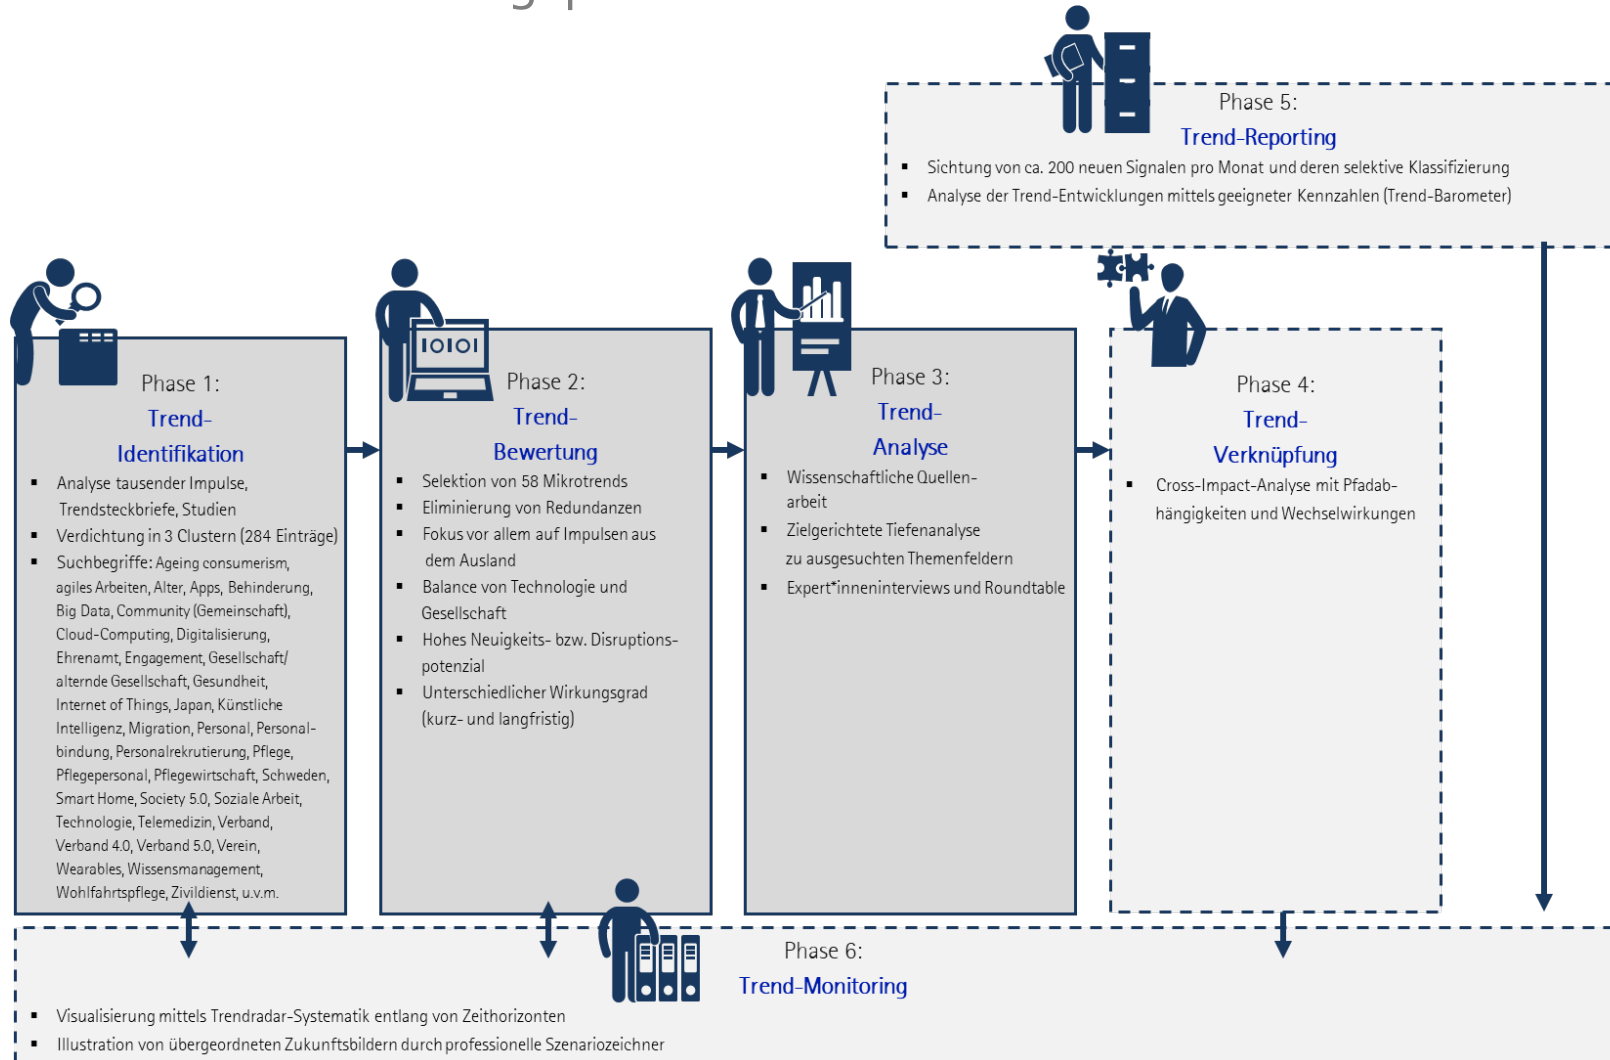 Phase 5:
Trend-Reporting
▪ Sichtung von ca. 200 neuen Signalen pro Monat und deren selektive Klassifizierung
▪ Analyse der Trend-Entwicklungen mittels geeigneter Kennzahlen (Trend-Barometer)
Phase 1:
Trend-
Identifikation
▪ Analyse tausender Impulse,
Trendsteckbriefe, Studien
▪ Verdichtung in 3 Clustern (284 Einträge)
▪ Suchbegriffe: Ageing consumerism,
agiles Arbeiten, Alter, Apps, Behinderung,
Big Data, Community (Gemeinschaft),
Cloud-Computing, Digitalisierung,
Ehrenamt, Engagement, Gesellschaft/
alternde Gesellschaft, Gesundheit,
Internet of Things, Japan, Künstliche
Intelligenz, Migration, Personal, Personal-
bindung, Personalrekrutierung, Pflege,
Pflegepersonal, Pflegewirtschaft, Schweden,
Smart Home, Society 5.0, Soziale Arbeit,
Technologie, Telemedizin, Verband,
Verband 4.0, Verband 5.0, Verein,
Wearables, Wissensmanagement,
Wohlfahrtspflege, Zivildienst, u.v.m.
IOIOI
Phase 2:
Trend-
Bewertung
▪ Selektion von 58 Mikrotrends
▪ Eliminierung von Redundanzen
▪ Fokus vor allem auf Impulsen aus
dem Ausland
▪ Balance von Technologie und
Gesellschaft
▪ Hohes Neuigkeits- bzw. Disruptions-
potenzial
▪ Unterschiedlicher Wirkungsgrad
(kurz- und langfristig)
Phase 3:
Trend-
Analyse
▪ Wissenschaftliche Quellen-
arbeit
▪ Zielgerichtete Tiefenanalyse
zu ausgesuchten Themenfeldern
▪ Expert*inneninterviews und Roundtable
Phase 4:
Trend-
Verknüpfung
▪ Cross-Impact-Analyse mit Pfadab-
hängigkeiten und Wechselwirkungen
Phase 6:
Trend-Monitoring
▪ Visualisierung mittels Trendradar-Systematik entlang von Zeithorizonten
▪ Illustration von übergeordneten Zukunftsbildern durch professionelle Szenariozeichner